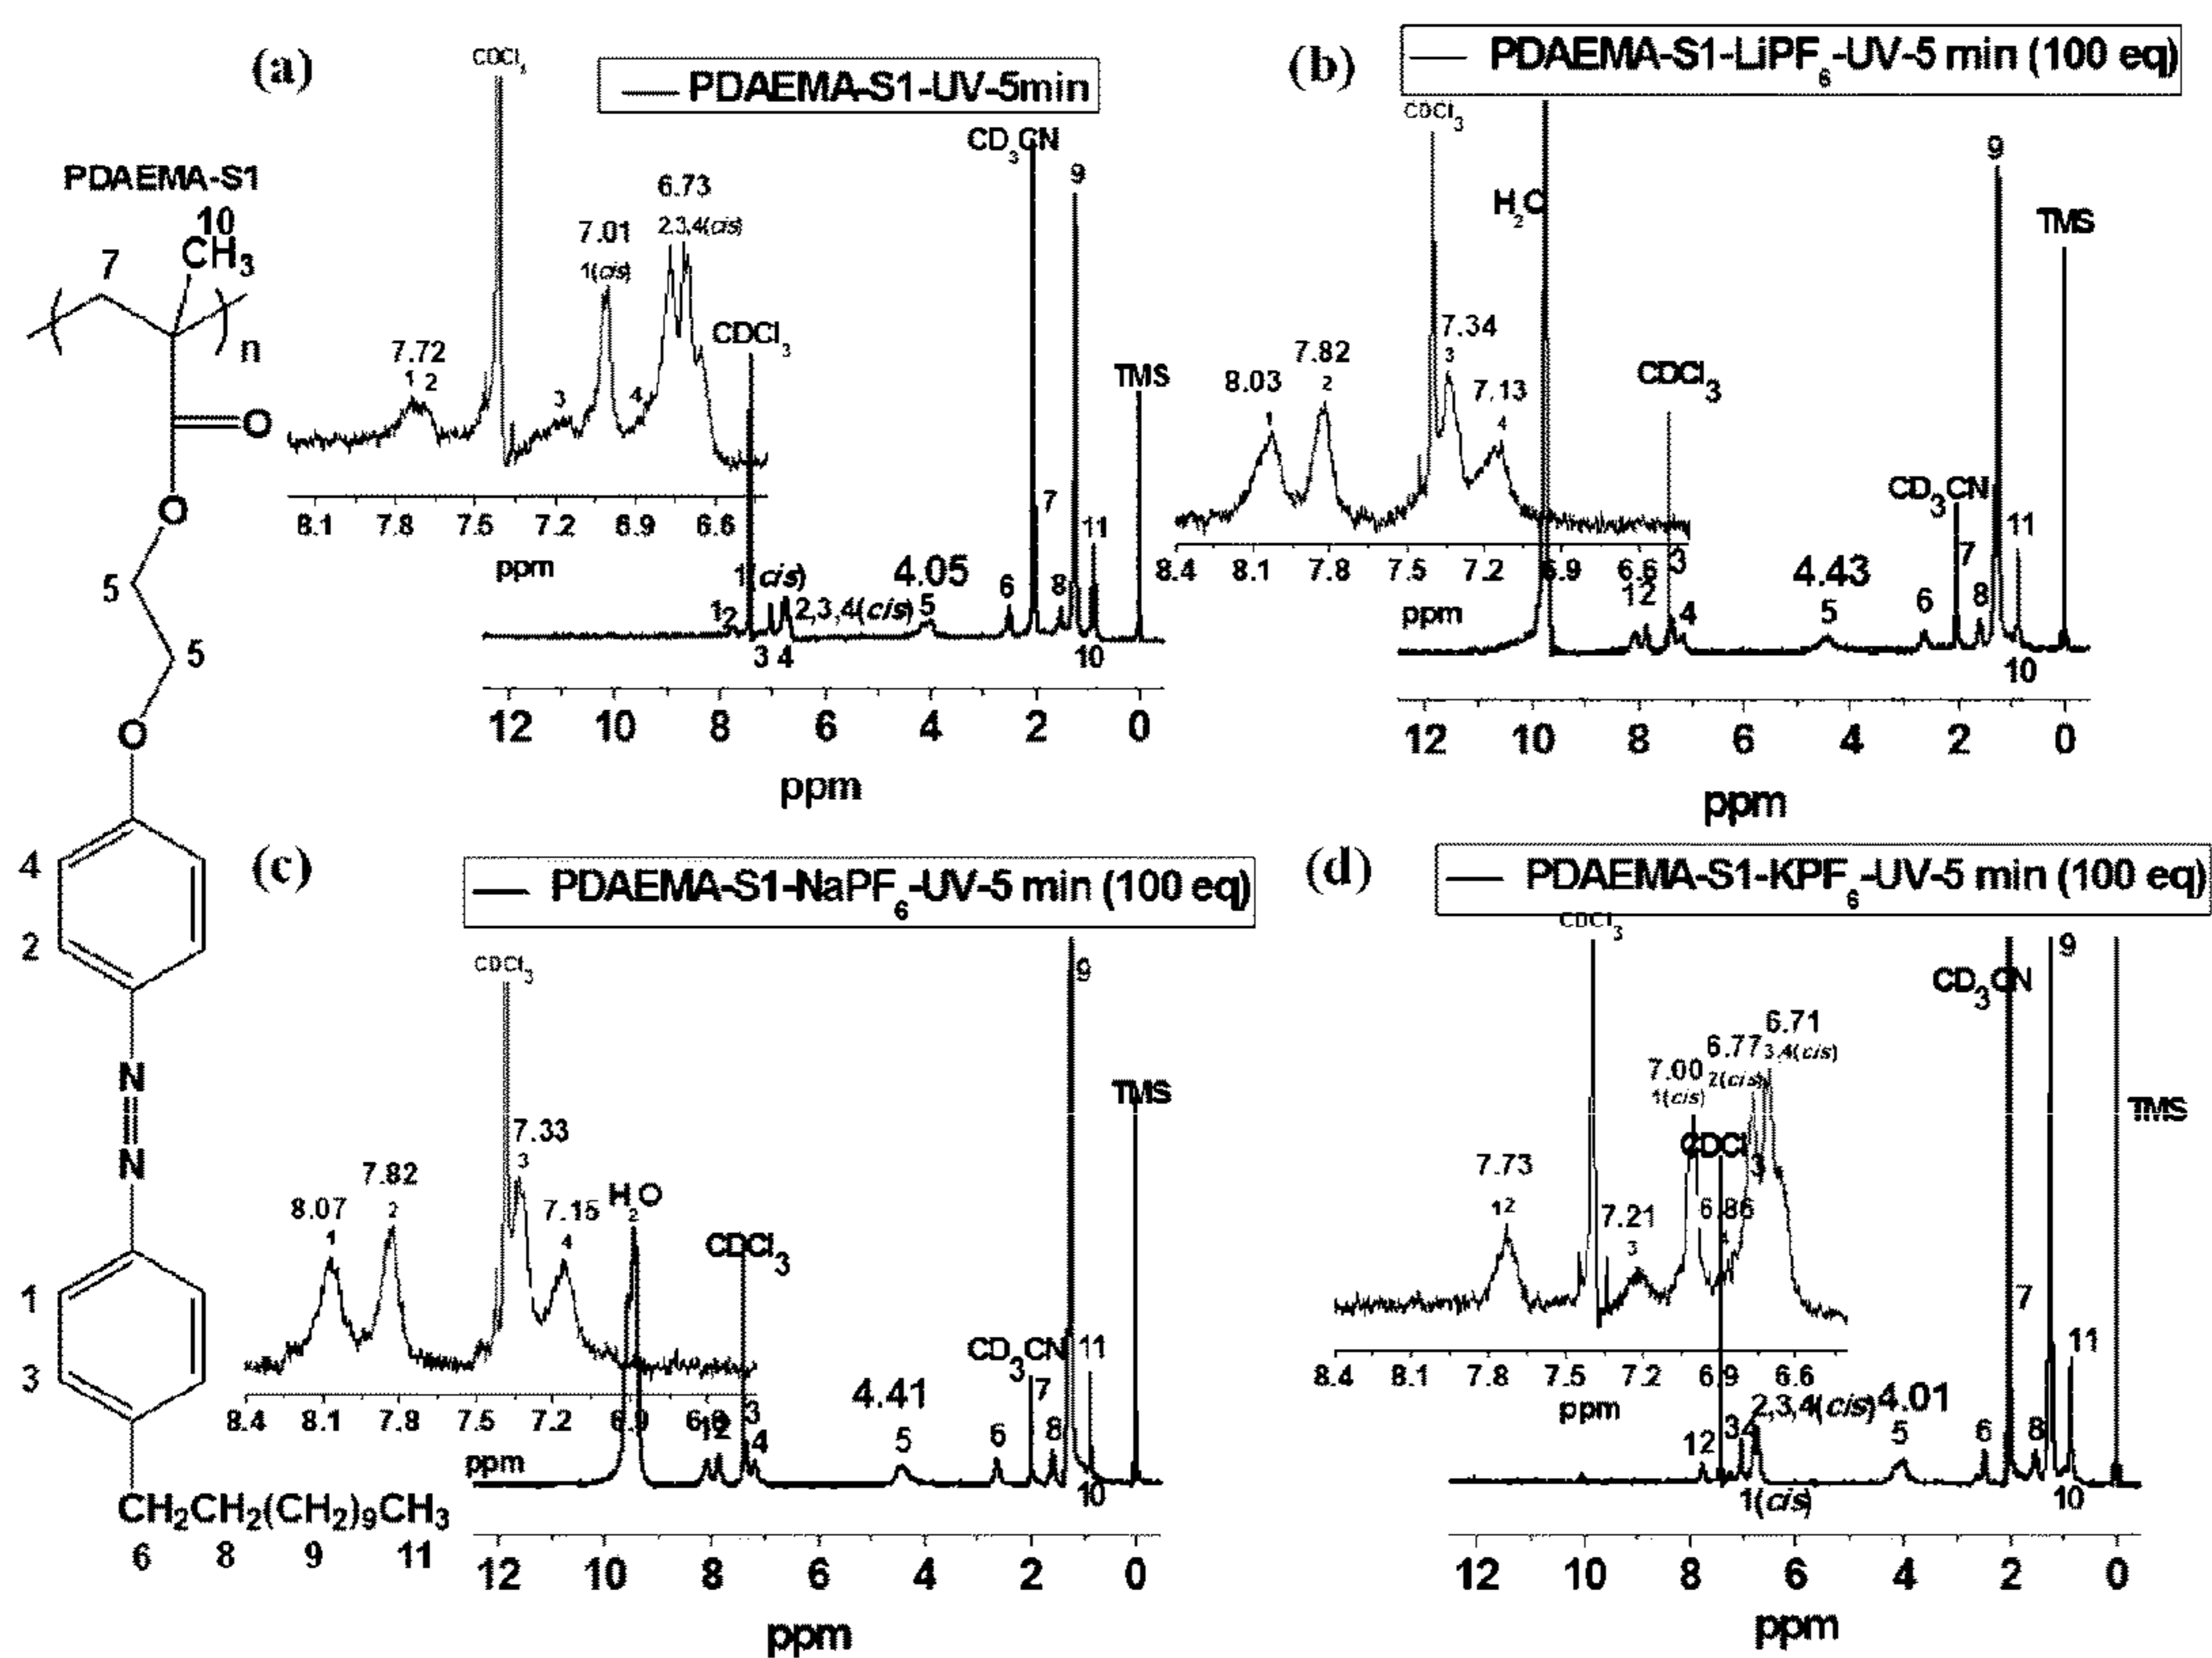 PDAEMA-S1
10
CH3
7
n
O
O
5
5
O
4
2
N
N
1
3
CH2CH2(CH2)9CH3
6 8 9 11
(a)
PDAEMA-S1-UV-5min
CDCl3
CD3CN
9
6.73
2,3,4(cis)
7.01
1(cis)
7.72
1 2
3
4
CDCl3
TMS
7
11
8.1 7.8 7.5 7.2 6.9 6.6
ppm
1(cis)
4.05
12
2,3,4(cis)
5
6
8
3 4
10
12 10 8 6 4 2 0
ppm
(b)
PDAEMA-S1-LiPF6-UV-5 min (100 eq)
CDCl3
9
H2O
TMS
7.34
3
7.82
2
8.03
1
7.13
4
CDCl3
CD3CN
11
7
8.4 8.1 7.8 7.5 7.2 6.9 6.6
3
4.43
12
ppm
4
5
6
8
10
12 10 8 6 4 2 0
ppm
(c)
PDAEMA-S1-NaPF6-UV-5 min (100 eq)
CDCl3
9
TMS
7.33
3
7.82
2
8.07
1
7.15
4
H2O
CDCl3
CD3CN
11
7
4.41
8.4 8.1 7.8 7.5 7.2 6.9 6.6
3
12
4
5
6
8
ppm
10
12 10 8 6 4 2 0
ppm
(d)
PDAEMA-S1-KPF6-UV-5 min (100 eq)
CDCl3
9
CD3CN
6.71
3,4(cis)
6.77
2(cis)
7.00
1(cis)
TMS
CDCl3
7.73
12
7.21
3
6.86
4
7
11
8.4 8.1 7.8 7.5 7.2 6.9 6.6
ppm
2,3,4(cis)
4.01
12
3 4
5
6
8
1(cis)
10
12 10 8 6 4 2 0
ppm